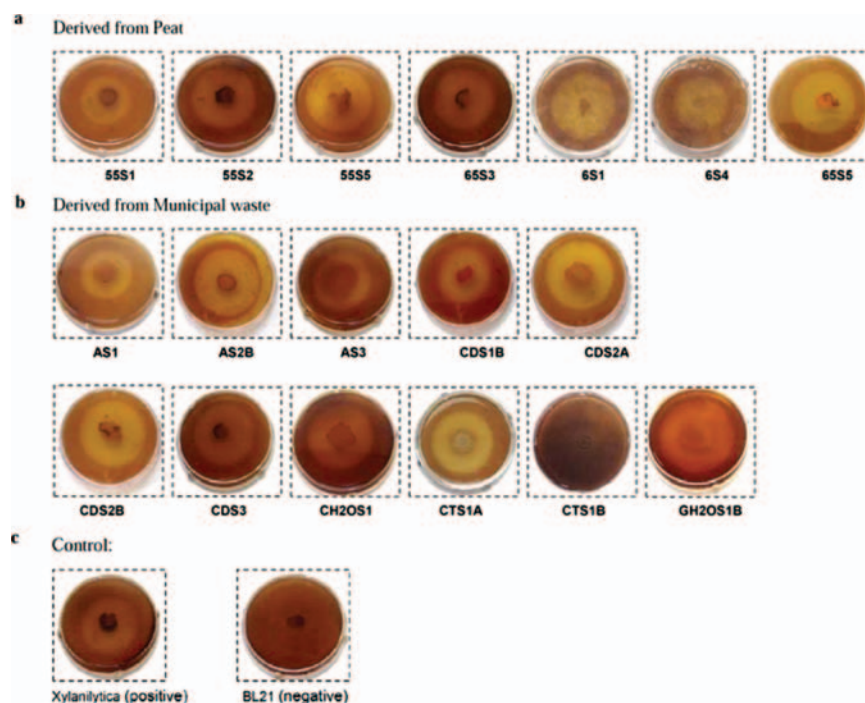 a Derived from Peat
55S1 55S2 55S5 65S3 6S1 6S4 65S5
b Derived from Municipal waste
AS1 AS2B AS3 CDS1B CDS2A
CDS2B CDS3 CH2OS1 CTS1A CTS1B GH2OS1B
c Control:
Xylanilytica (positive) BL21 (negative)